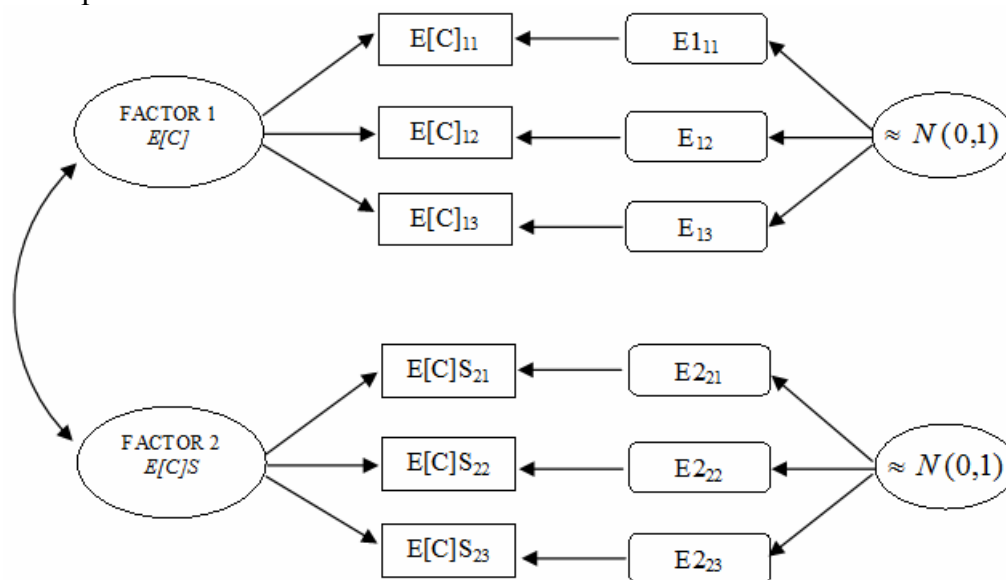 E[C]₁₁
E1₁₁
FACTOR 1
E[C]
E[C]₁₂
E₁₂
≈ N(0,1)
E[C]₁₃
E₁₃
E[C]S₂₁
E2₂₁
FACTOR 2
E[C]S
E[C]S₂₂
E2₂₂
≈ N(0,1)
E[C]S₂₃
E2₂₃